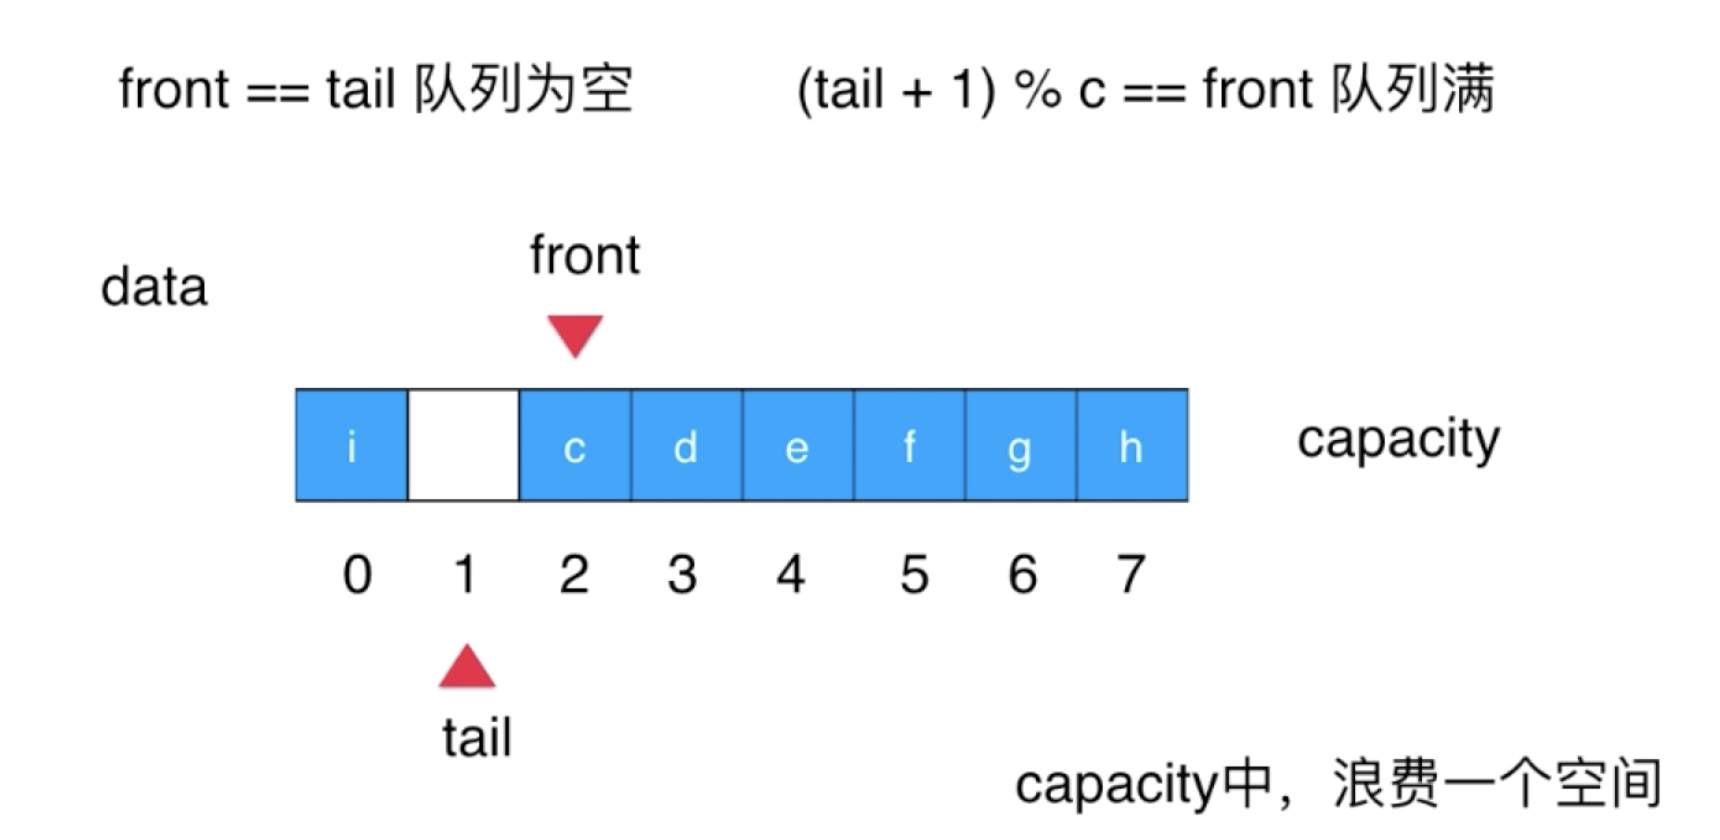 front == tail 队列为空
(tail + 1) % c == front 队列满
front
data
i c d e f g h
capacity
0 1 2 3 4 5 6 7
tail
capacity中，浪费一个空间